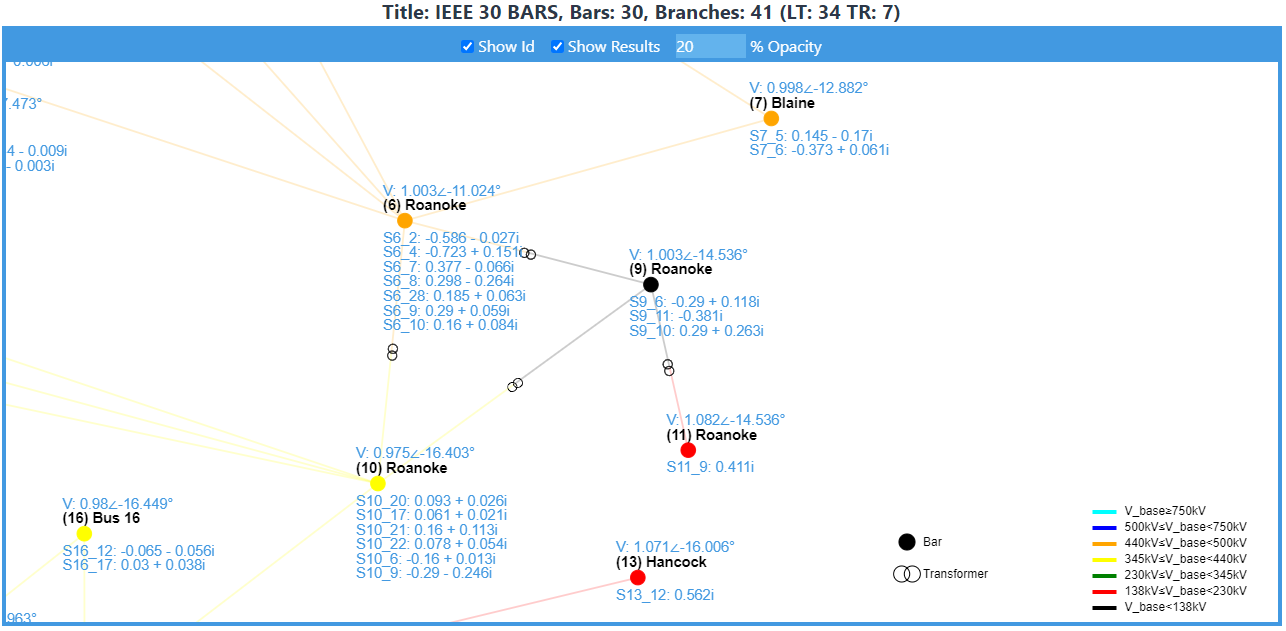 Title: IEEE 30 BARS, Bars: 30, Branches: 41 (LT: 34 TR: 7)
Show Id Show Results 20 % Opacity
7.473°
4 - 0.009i
- 0.003i
V: 0.998∠-12.882°
(7) Blaine
S7_5: 0.145 - 0.17i
S7_6: -0.373 + 0.061i
V: 1.003∠-11.024°
(6) Roanoke
S6_2: -0.586 - 0.027i
S6_4: -0.723 + 0.151i
S6_7: 0.377 - 0.066i
S6_8: 0.298 - 0.264i
S6_28: 0.185 + 0.063i
S6_9: 0.29 + 0.059i
S6_10: 0.16 + 0.084i
V: 1.003∠-14.536°
(9) Roanoke
S9_6: -0.29 + 0.118i
S9_11: -0.381i
S9_10: 0.29 + 0.263i
V: 1.082∠-14.536°
(11) Roanoke
S11_9: 0.411i
V: 0.975∠-16.403°
(10) Roanoke
S10_20: 0.093 + 0.026i
S10_17: 0.061 + 0.021i
S10_21: 0.16 + 0.113i
S10_22: 0.078 + 0.054i
S10_6: -0.16 + 0.013i
S10_9: -0.29 - 0.246i
V: 0.98∠-16.449°
(16) Bus 16
S16_12: -0.065 - 0.056i
S16_17: 0.03 + 0.038i
V: 1.071∠-16.006°
(13) Hancock
S13_12: 0.562i
963°
Bar
Transformer
V_base≥750kV
500kV≤V_base<750kV
440kV≤V_base<500kV
345kV≤V_base<440kV
230kV≤V_base<345kV
138kV≤V_base<230kV
V_base<138kV